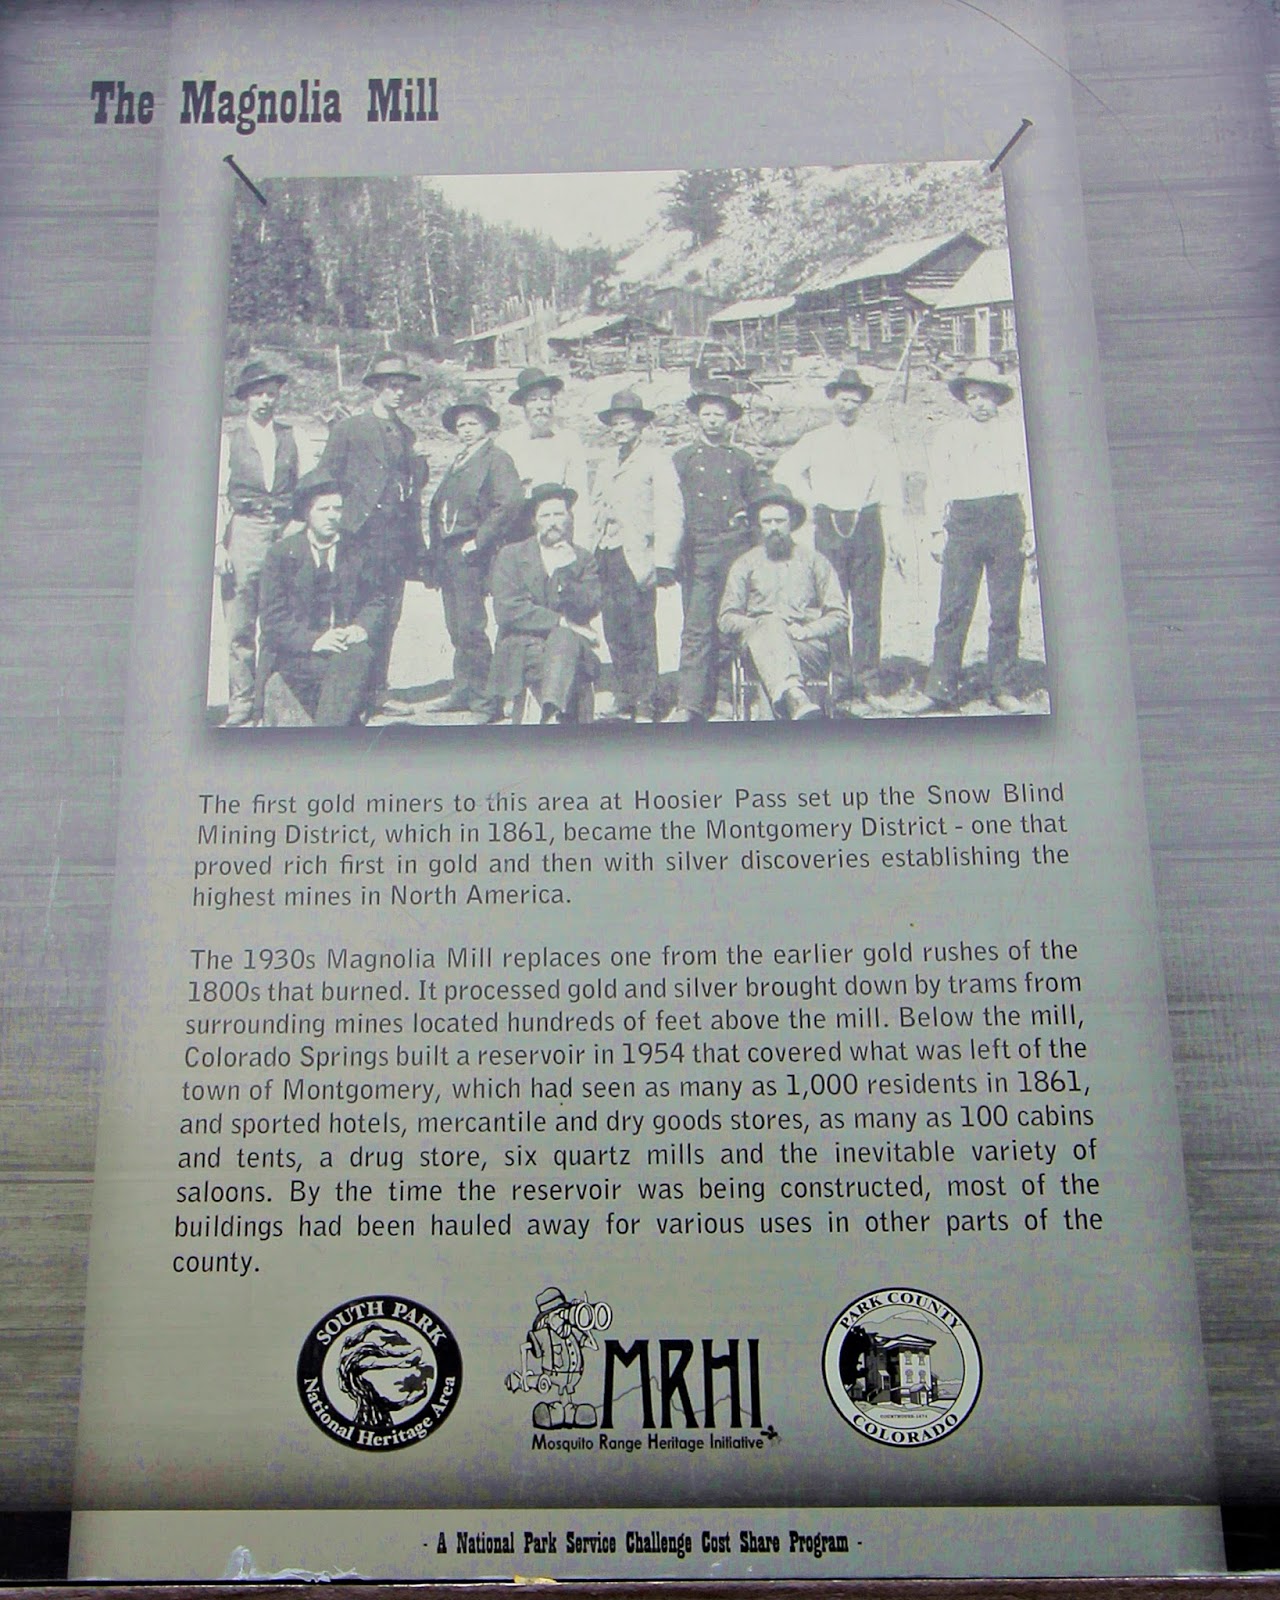 The Magnolia Mill
The first gold miners to this area at Hoosier Pass set up the Snow Blind
Mining District, which in 1861, became the Montgomery District - one that
proved rich first in gold and then with silver discoveries establishing the
highest mines in North America.
The 1930s Magnolia Mill replaces one from the earlier gold rushes of the
1800s that burned. It processed gold and silver brought down by trams from
surrounding mines located hundreds of feet above the mill. Below the mill,
Colorado Springs built a reservoir in 1954 that covered what was left of the
town of Montgomery, which had seen as many as 1,000 residents in 1861,
and sported hotels, mercantile and dry goods stores, as many as 100 cabins
and tents, a drug store, six quartz mills and the inevitable variety of
saloons. By the time the reservoir was being constructed, most of the
buildings had been hauled away for various uses in other parts of the
county.
SOUTH PARK
National Heritage Area
MRHI
Mosquito Range Heritage Initiative
PARK COUNTY
COLORADO
- A National Park Service Challenge Cost Share Program -